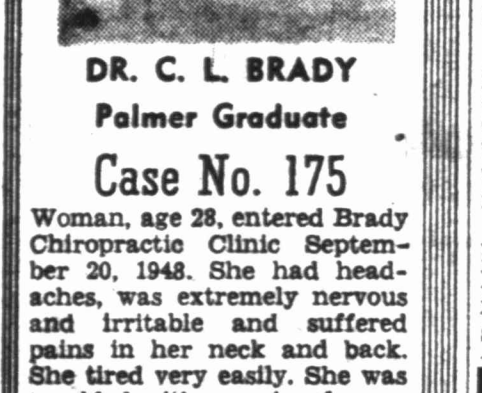 DR. C. L. BRADY
Palmer Graduate
Case No. 175
Woman, age 28, entered Brady
Chiropractic Clinic Septem-
ber 20, 1948. She had head-
aches, was extremely nervous
and irritable and suffered
pains in her neck and back.
She tired very easily. She was